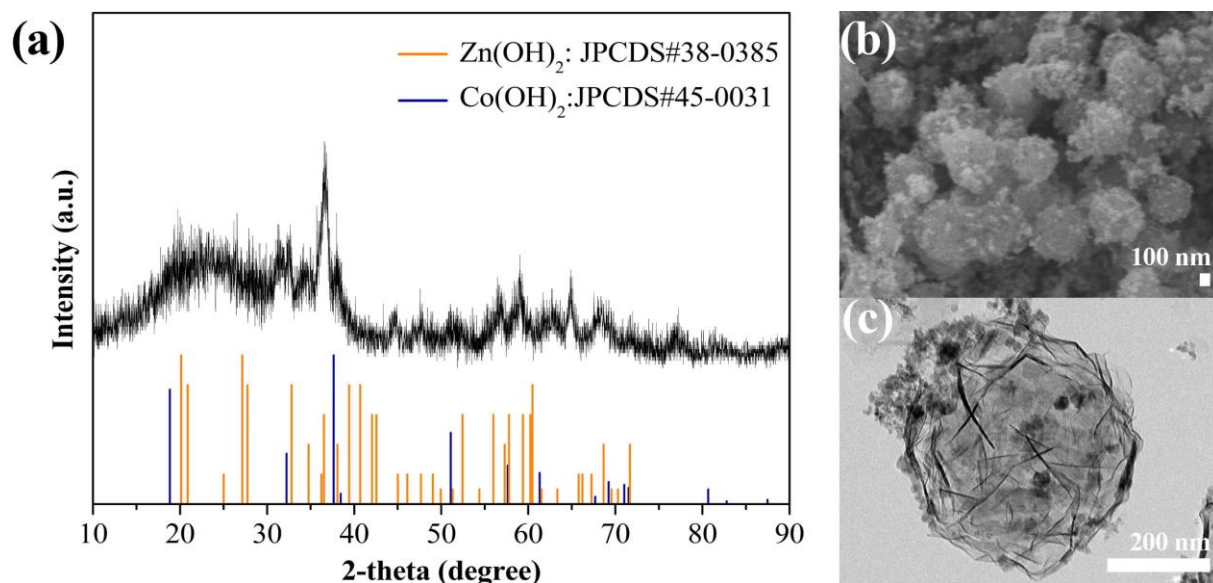 (a)
Zn(OH)₂: JPCDS#38-0385
Co(OH)₂:JPCDS#45-0031
Intensity (a.u.)
10 20 30 40 50 60 70 80 90
2-theta (degree)
(b)
100 nm
(c)
200 nm